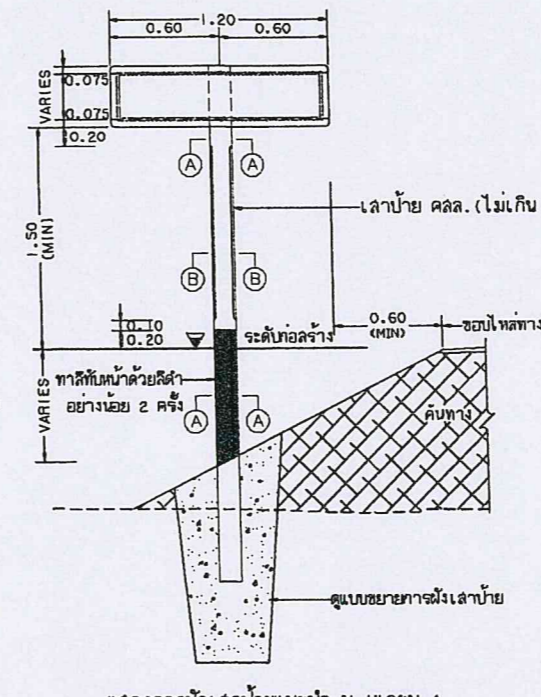 1.20
0.60 0.60
VARIES
0.075
0.075
0.20
A A
เสาป้าย คสล. (ไม่เกิน
1.50
(MIN)
B B
0.10
0.20
ระดับก่อสร้าง
0.60
(MIN)
ขอบไหล่ทาง
ทาสีทับหน้าด้วยสีดำ
อย่างน้อย 2 ครั้ง
VARIES
A A
คันทาง
ดูแบบขยายการฝังเสาป้าย